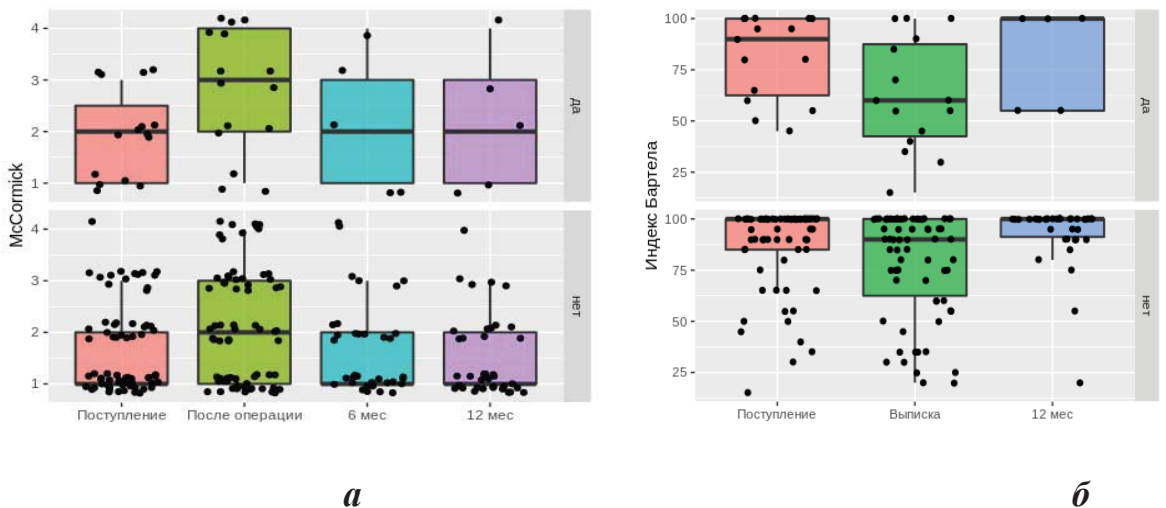 McCormick
4
3
2
1
да
4
3
2
1
нет
Поступление
После операции
6 мес
12 мес
а
Индекс Бартела
100
75
50
25
да
100
75
50
25
нет
Поступление
Выписка
12 мес
б